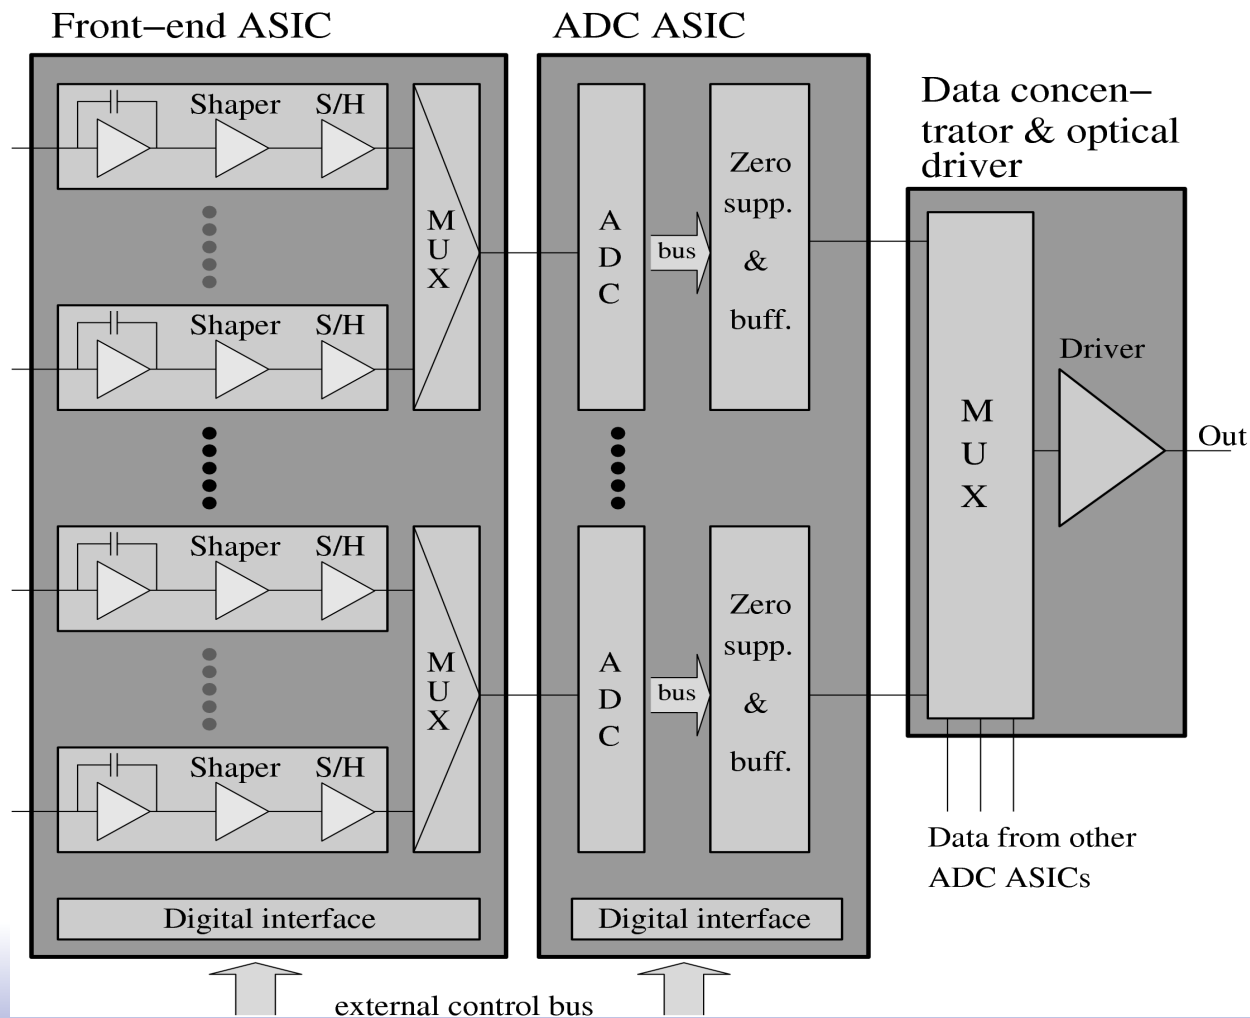 Front−end ASIC
Shaper S/H
Shaper S/H
M
U
X
Shaper S/H
Shaper S/H
M
U
X
Digital interface
ADC ASIC
A
D
C
bus
Zero
supp.
&
buff.
A
D
C
bus
Zero
supp.
&
buff.
Digital interface
external control bus
Data concen−
trator & optical
driver
M
U
X
Driver
Out
Data from other
ADC ASICs